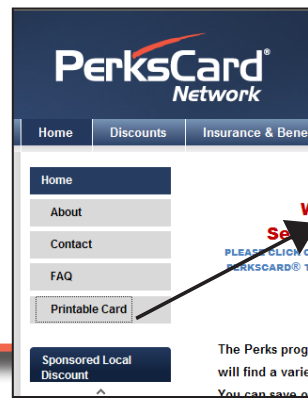 PerksCard®
Network
Home Discounts Insurance & Bene
Home
About
Contact
FAQ
Printable Card
Sponsored Local
Discount
W
Se
PLEASE CLICK
PERKSCARD®
The Perks prog
will find a varie
You can save